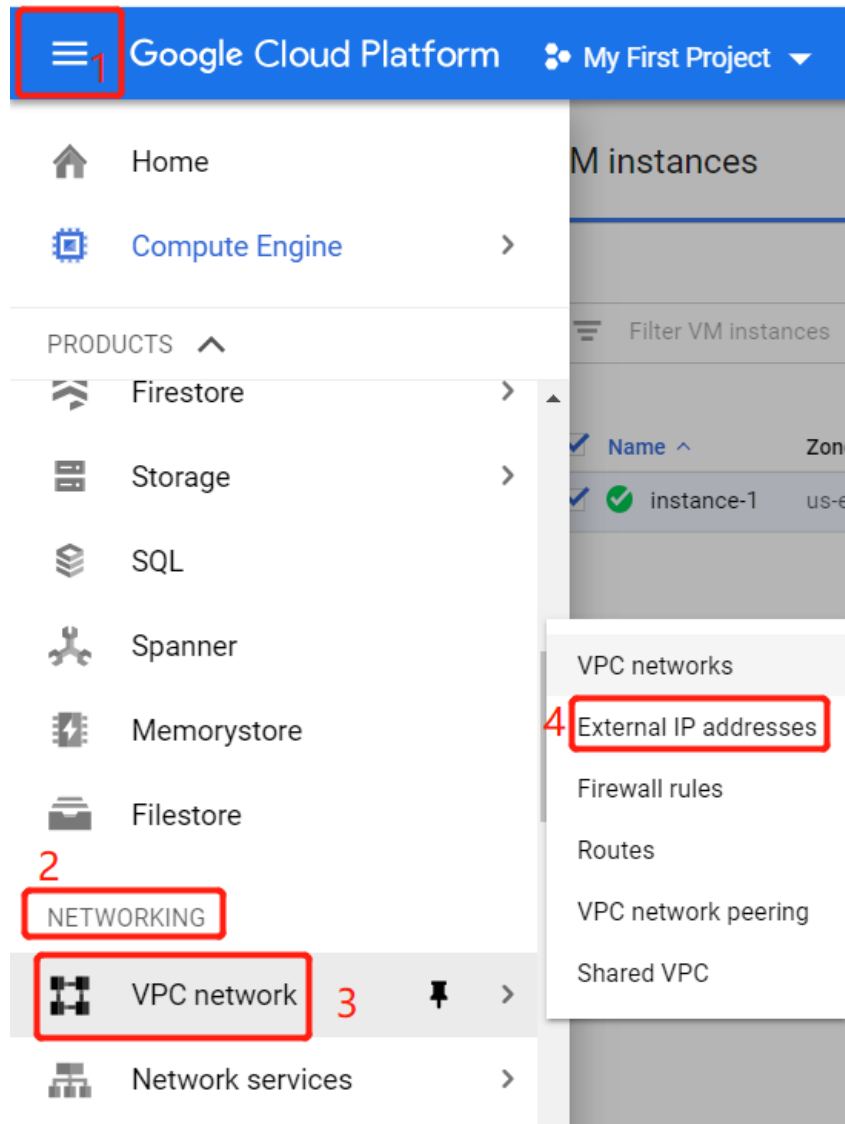 1 Google Cloud Platform My First Project
Home
M instances
Compute Engine
PRODUCTS
Filter VM instances
Firestore
Name Zon
Storage
instance-1 us-e
SQL
Spanner
Memorystore
Filestore
VPC networks
4 External IP addresses
Firewall rules
Routes
VPC network peering
Shared VPC
2
NETWORKING
VPC network 3
Network services